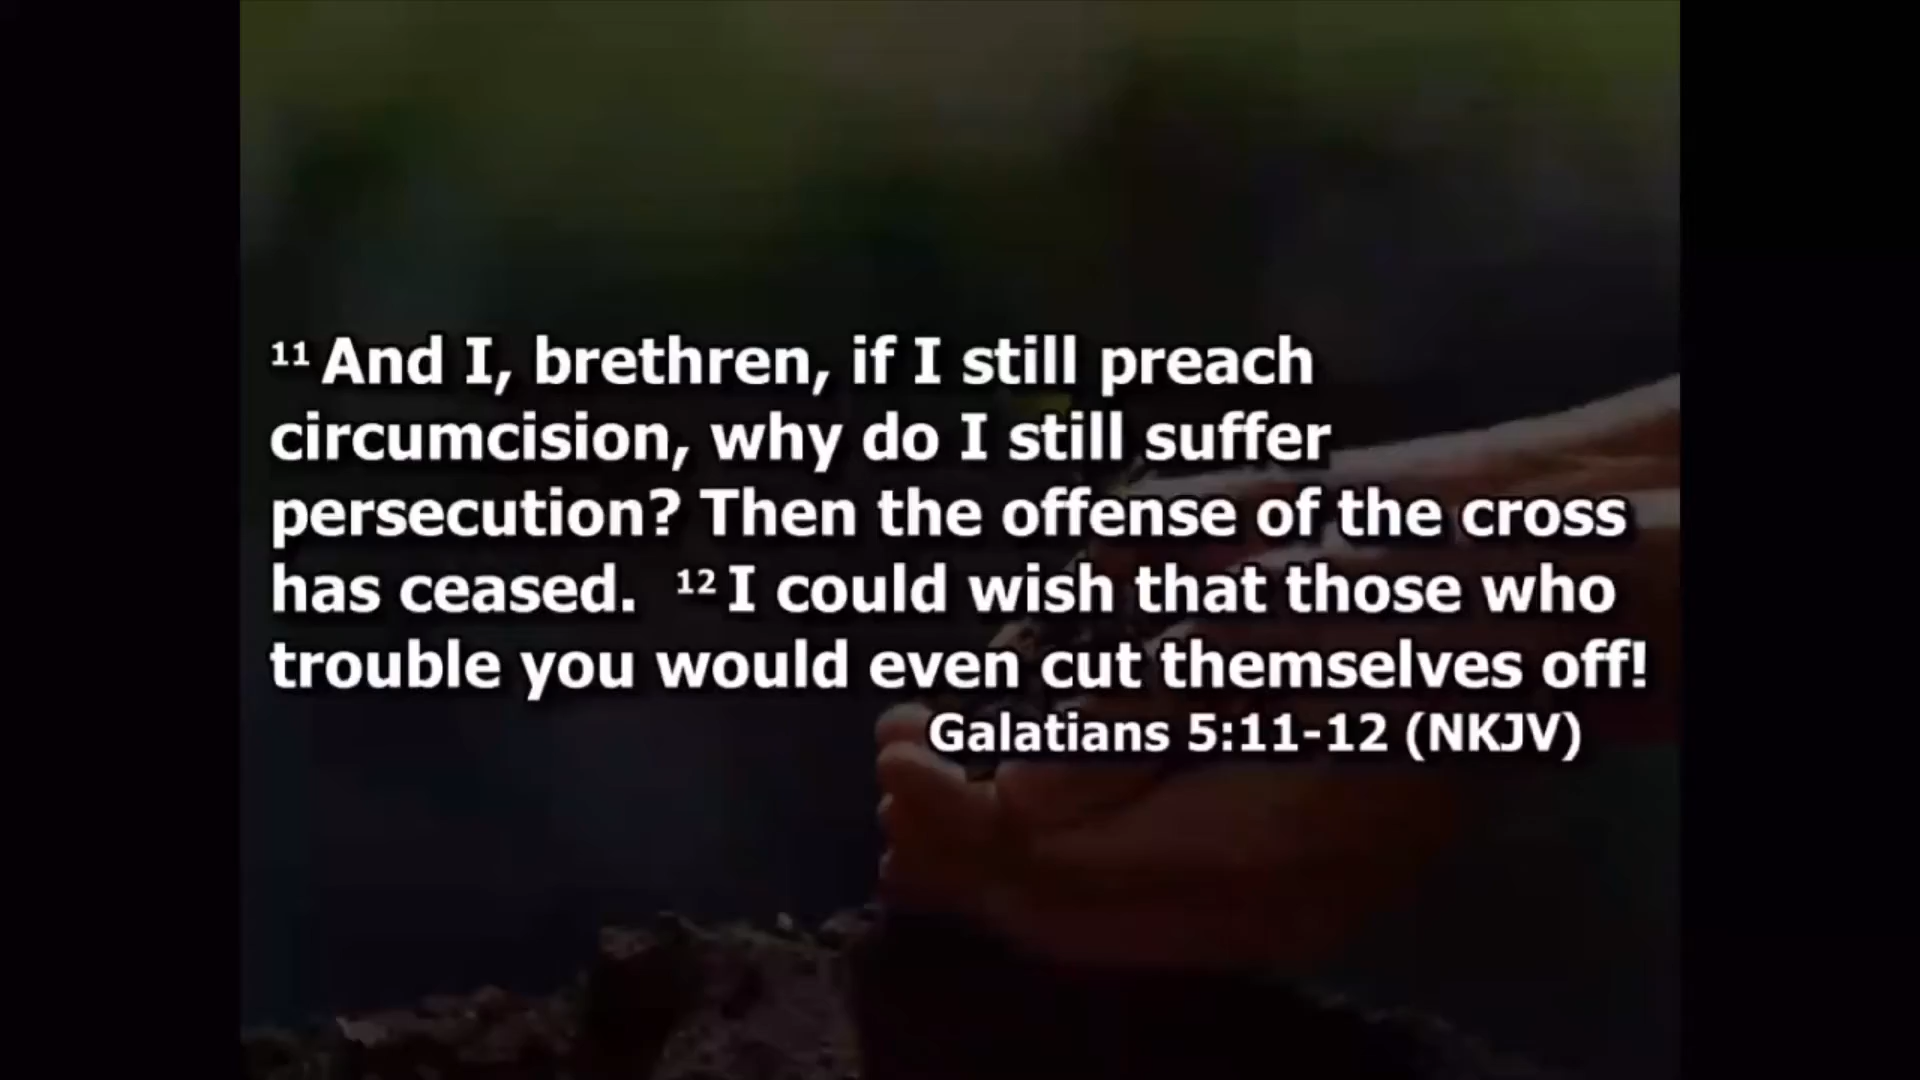 11 And I, brethren, if I still preach
circumcision, why do I still suffer
persecution? Then the offense of the cross
has ceased. 12 I could wish that those who
trouble you would even cut themselves off!
Galatians 5:11-12 (NKJV)